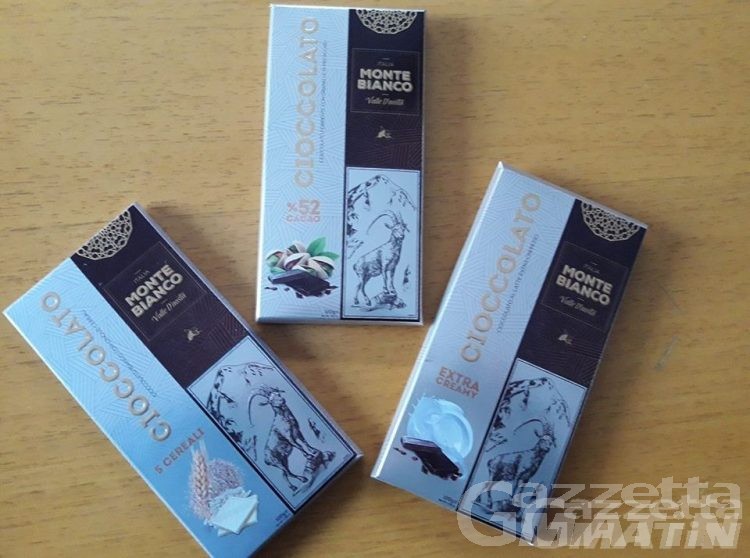 ITALIA
MONTE
BIANCO
Valle D'aosta
CIOCCOLATO
%52
CACAO
ITALIA
MONTE
BIANCO
Valle D'aosta
CIOCCOLATO
5 CEREALI
ITALIA
MONTE
BIANCO
Valle D'aosta
CIOCCOLATO
EXTRA
CREAMY
Gazzetta
MATIN